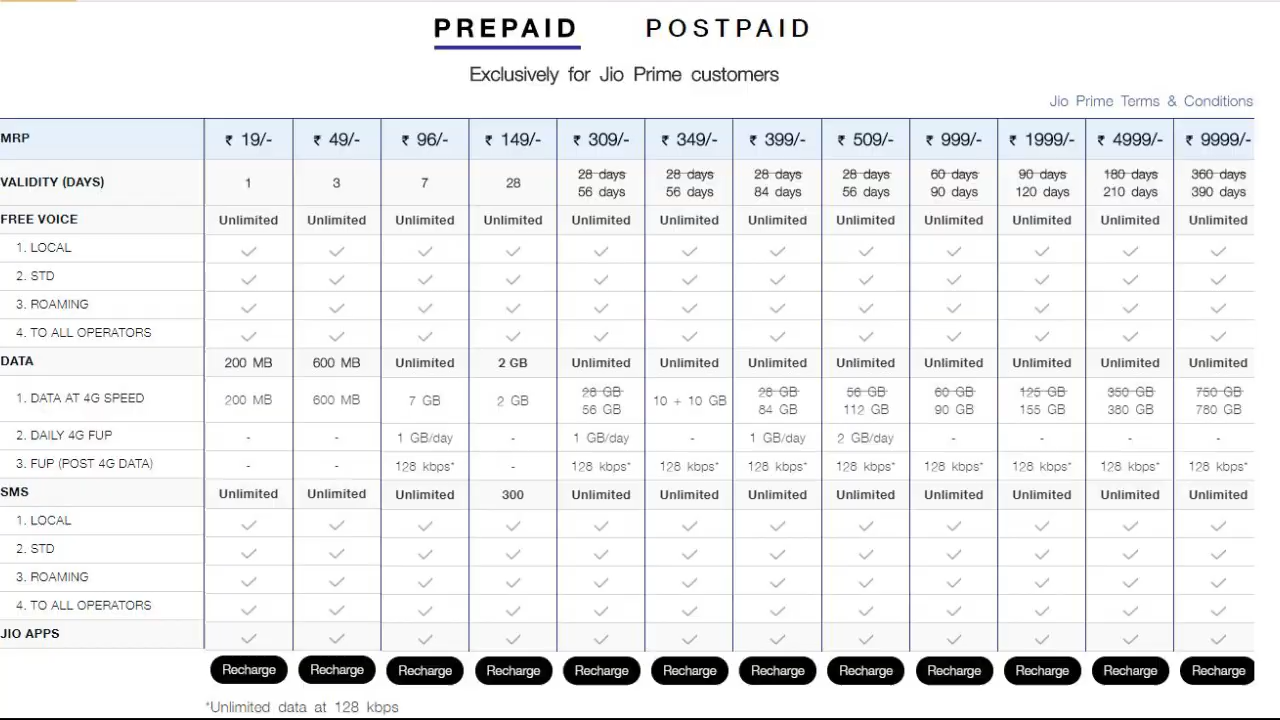 PREPAID POSTPAID
Exclusively for Jio Prime customers
Jio Prime Terms & Conditions
MRP ₹ 19/- ₹ 49/- ₹ 96/- ₹ 149/- ₹ 309/- ₹ 349/- ₹ 399/- ₹ 509/- ₹ 999/- ₹ 1999/- ₹ 4999/- ₹ 9999/-
28 days 28 days 28 days 28 days 60 days 90 days 180 days 360 days
VALIDITY (DAYS) 1 3 7 28
56 days 56 days 84 days 56 days 90 days 120 days 210 days 390 days
FREE VOICE Unlimited Unlimited Unlimited Unlimited Unlimited Unlimited Unlimited Unlimited Unlimited Unlimited Unlimited Unlimited
1. LOCAL
2. STD
3. ROAMING
4. TO ALL OPERATORS
DATA 200 MB 600 MB Unlimited 2 GB Unlimited Unlimited Unlimited Unlimited Unlimited Unlimited Unlimited Unlimited
28 GB 28 GB 56 GB 60 GB 125 GB 350 GB 750 GB
1. DATA AT 4G SPEED 200 MB 600 MB 7 GB 2 GB 10 + 10 GB
56 GB 84 GB 112 GB 90 GB 155 GB 380 GB 780 GB
2. DAILY 4G FUP - - 1 GB/day - 1 GB/day - 1 GB/day 2 GB/day - - - -
3. FUP (POST 4G DATA) - - 128 kbps* - 128 kbps* 128 kbps* 128 kbps* 128 kbps* 128 kbps* 128 kbps* 128 kbps* 128 kbps*
SMS Unlimited Unlimited Unlimited 300 Unlimited Unlimited Unlimited Unlimited Unlimited Unlimited Unlimited Unlimited
1. LOCAL
2. STD
3. ROAMING
4. TO ALL OPERATORS
JIO APPS
Recharge Recharge Recharge Recharge Recharge Recharge Recharge Recharge Recharge Recharge Recharge Recharge
*Unlimited data at 128 kbps